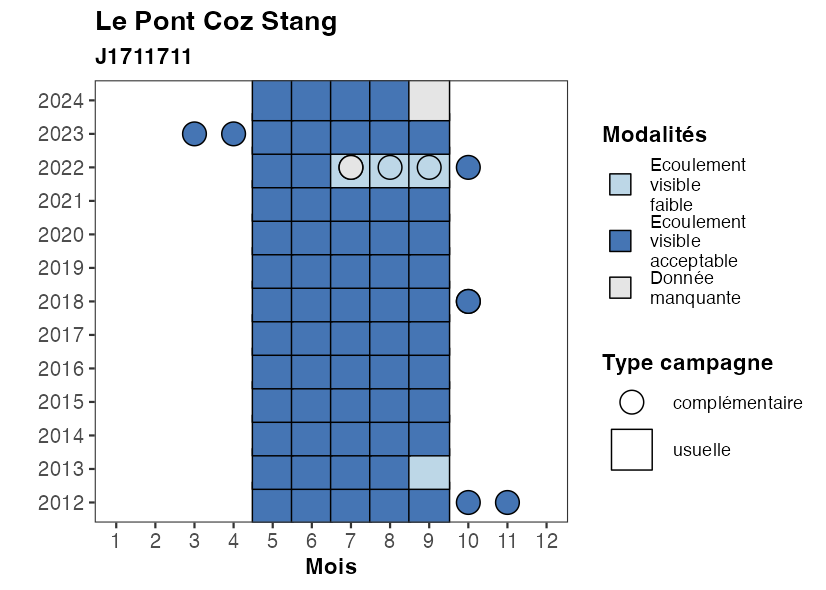 Le Pont Coz Stang
J1711711
2024
2023
2022
2021
2020
2019
2018
2017
2016
2015
2014
2013
2012
1 2 3 4 5 6 7 8 9 10 11 12
Mois
Modalités
Ecoulement
visible
faible
Ecoulement
visible
acceptable
Donnée
manquante
Type campagne
complémentaire
usuelle